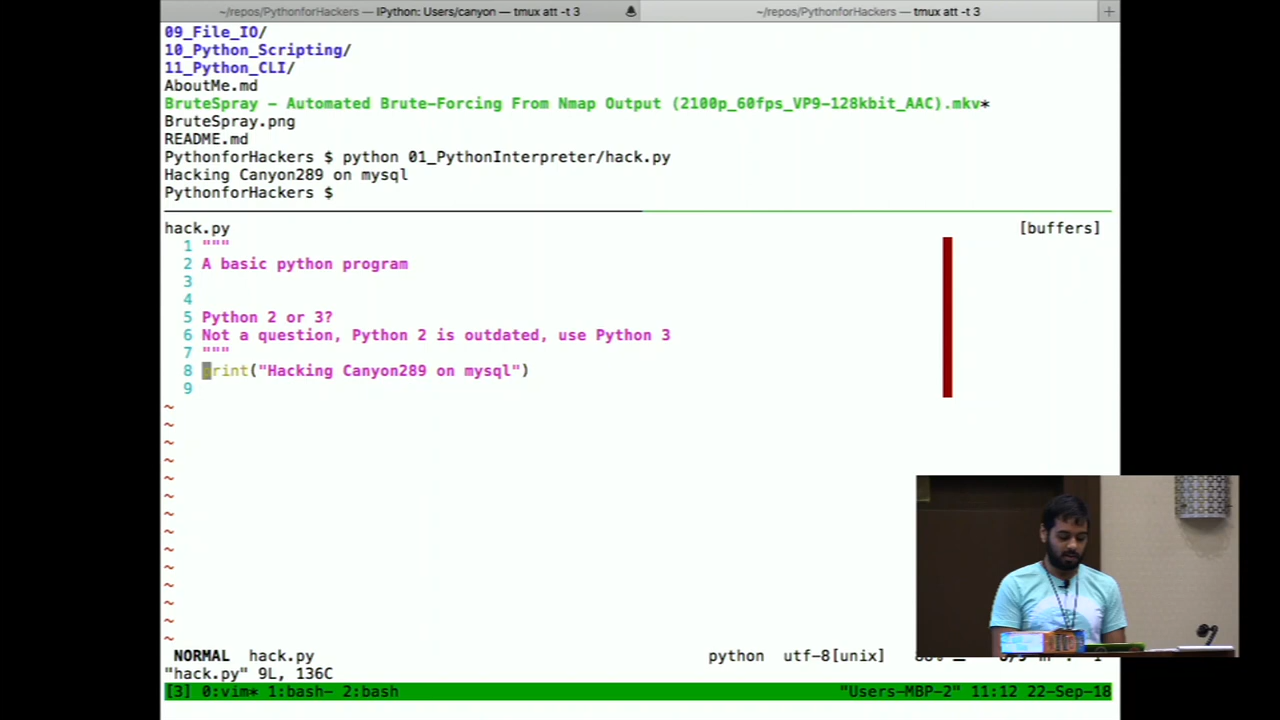 ~/repos/PythonforHackers — IPython: Users/canyon — tmux att -t 3
~/repos/PythonforHackers — tmux att -t 3
09_File_IO/
10_Python_Scripting/
11_Python_CLI/
AboutMe.md
BruteSpray - Automated Brute-Forcing From Nmap Output (2100p_60fps_VP9-128kbit_AAC).mkv*
BruteSpray.png
README.md
PythonforHackers $ python 01_PythonInterpreter/hack.py
Hacking Canyon289 on mysql
PythonforHackers $
hack.py [buffers]
1 """
2 A basic python program
3
4
5 Python 2 or 3?
6 Not a question, Python 2 is outdated, use Python 3
7 """
8 print("Hacking Canyon289 on mysql")
9
~
~
~
~
~
~
~
~
~
~
~
~
~
~
NORMAL hack.py python utf-8[unix]
"hack.py" 9L, 136C
[3] 0:vim* 1:bash- 2:bash "Users-MBP-2" 11:12 22-Sep-18